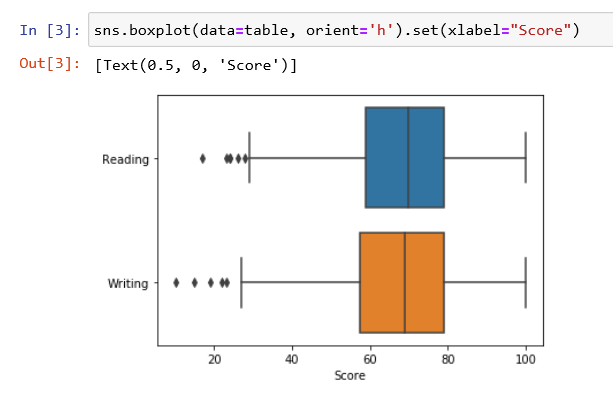 In [3]: sns.boxplot(data=table, orient='h').set(xlabel="Score")
Out[3]: [Text(0.5, 0, 'Score')]
Reading
Writing
20 40 60 80 100
Score